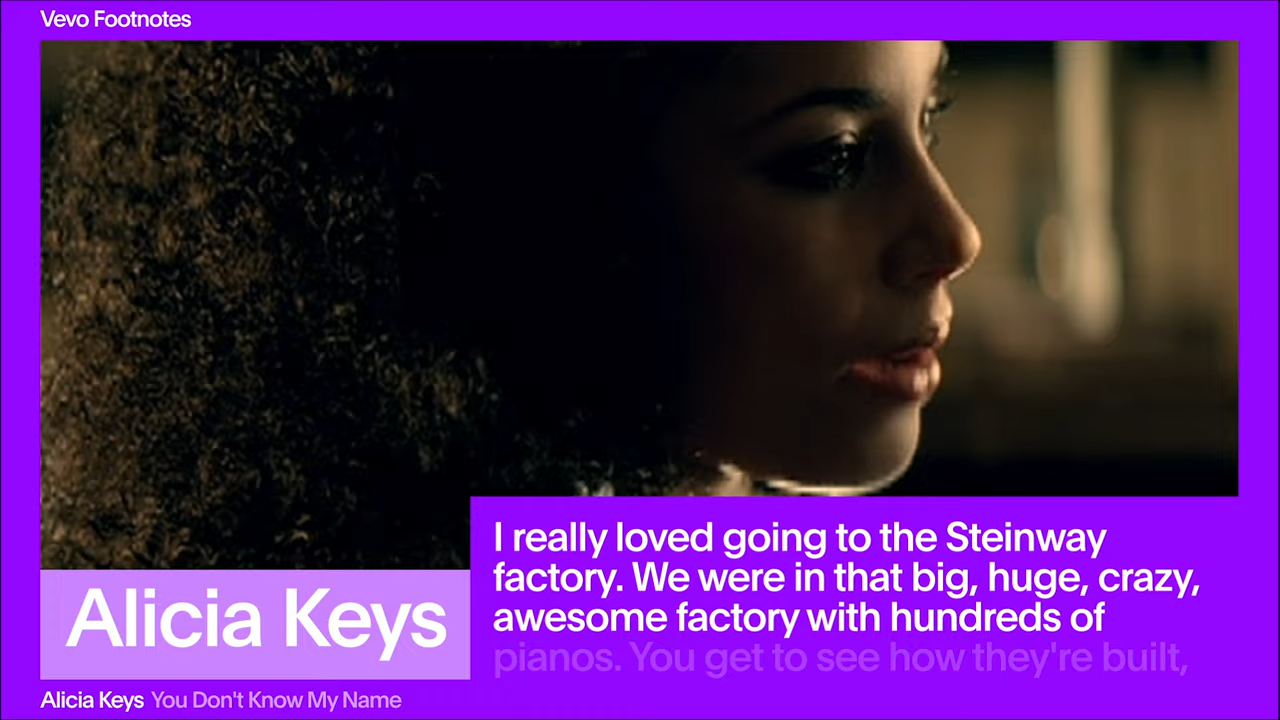 Vevo Footnotes
Alicia Keys
I really loved going to the Steinway
factory. We were in that big, huge, crazy,
awesome factory with hundreds of
pianos. You get to see how they're built,
Alicia Keys You Don't Know My Name